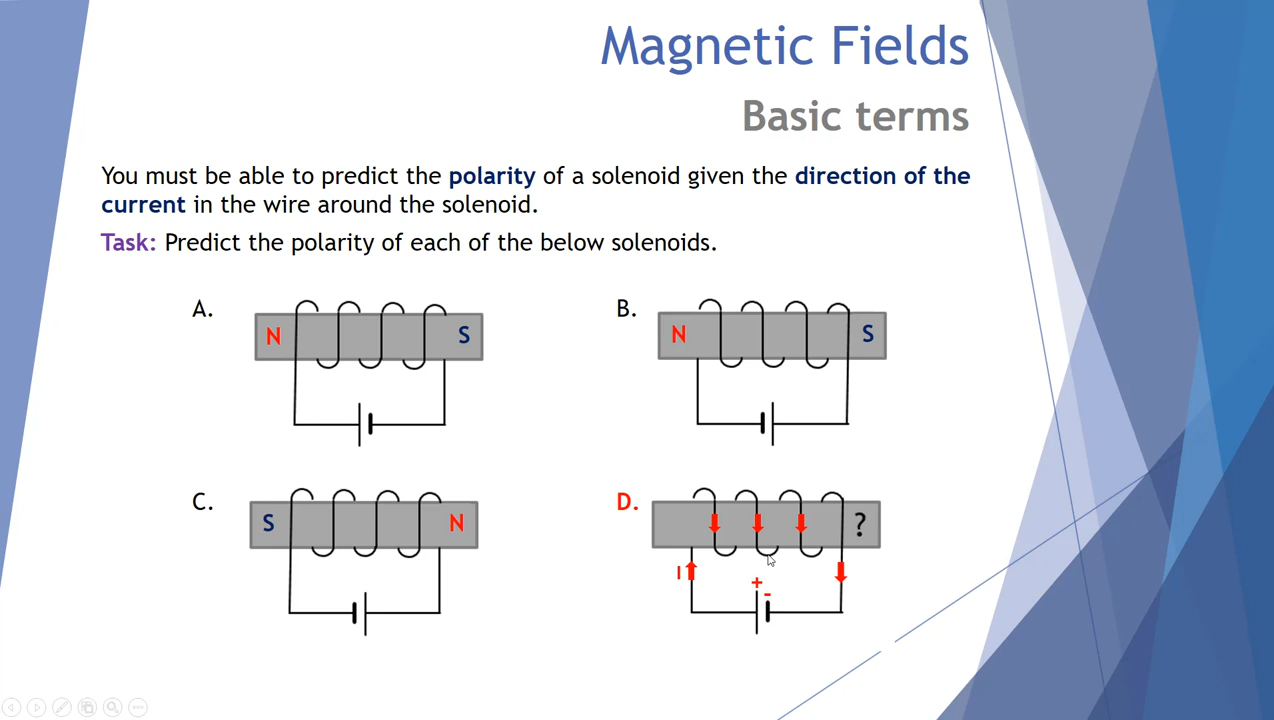 Magnetic Fields
Basic terms
You must be able to predict the polarity of a solenoid given the direction of the
current in the wire around the solenoid.
Task: Predict the polarity of each of the below solenoids.
A.
N S
B.
N S
C.
S N
D.
?
I
+
-